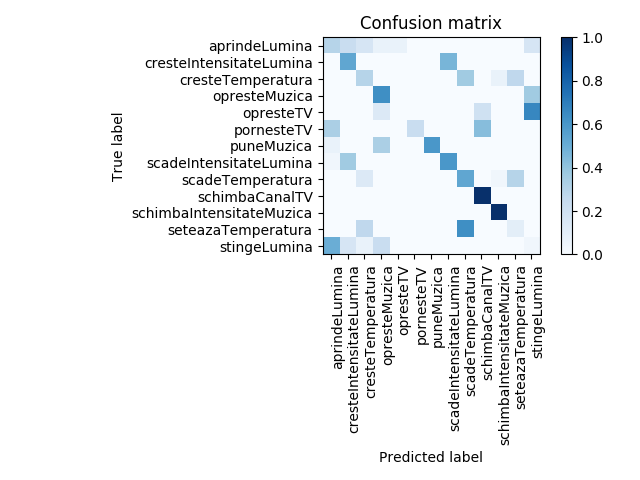 Confusion matrix
True label
aprindeLumina
cresteIntensitateLumina
cresteTemperatura
opresteMuzica
opresteTV
pornesteTV
puneMuzica
scadeIntensitateLumina
scadeTemperatura
schimbaCanalTV
schimbaIntensitateMuzica
seteazaTemperatura
stingeLumina
1.0
0.8
0.6
0.4
0.2
0.0
aprindeLumina
cresteIntensitateLumina
cresteTemperatura
opresteMuzica
opresteTV
pornesteTV
puneMuzica
scadeIntensitateLumina
scadeTemperatura
schimbaCanalTV
schimbaIntensitateMuzica
seteazaTemperatura
stingeLumina
Predicted label